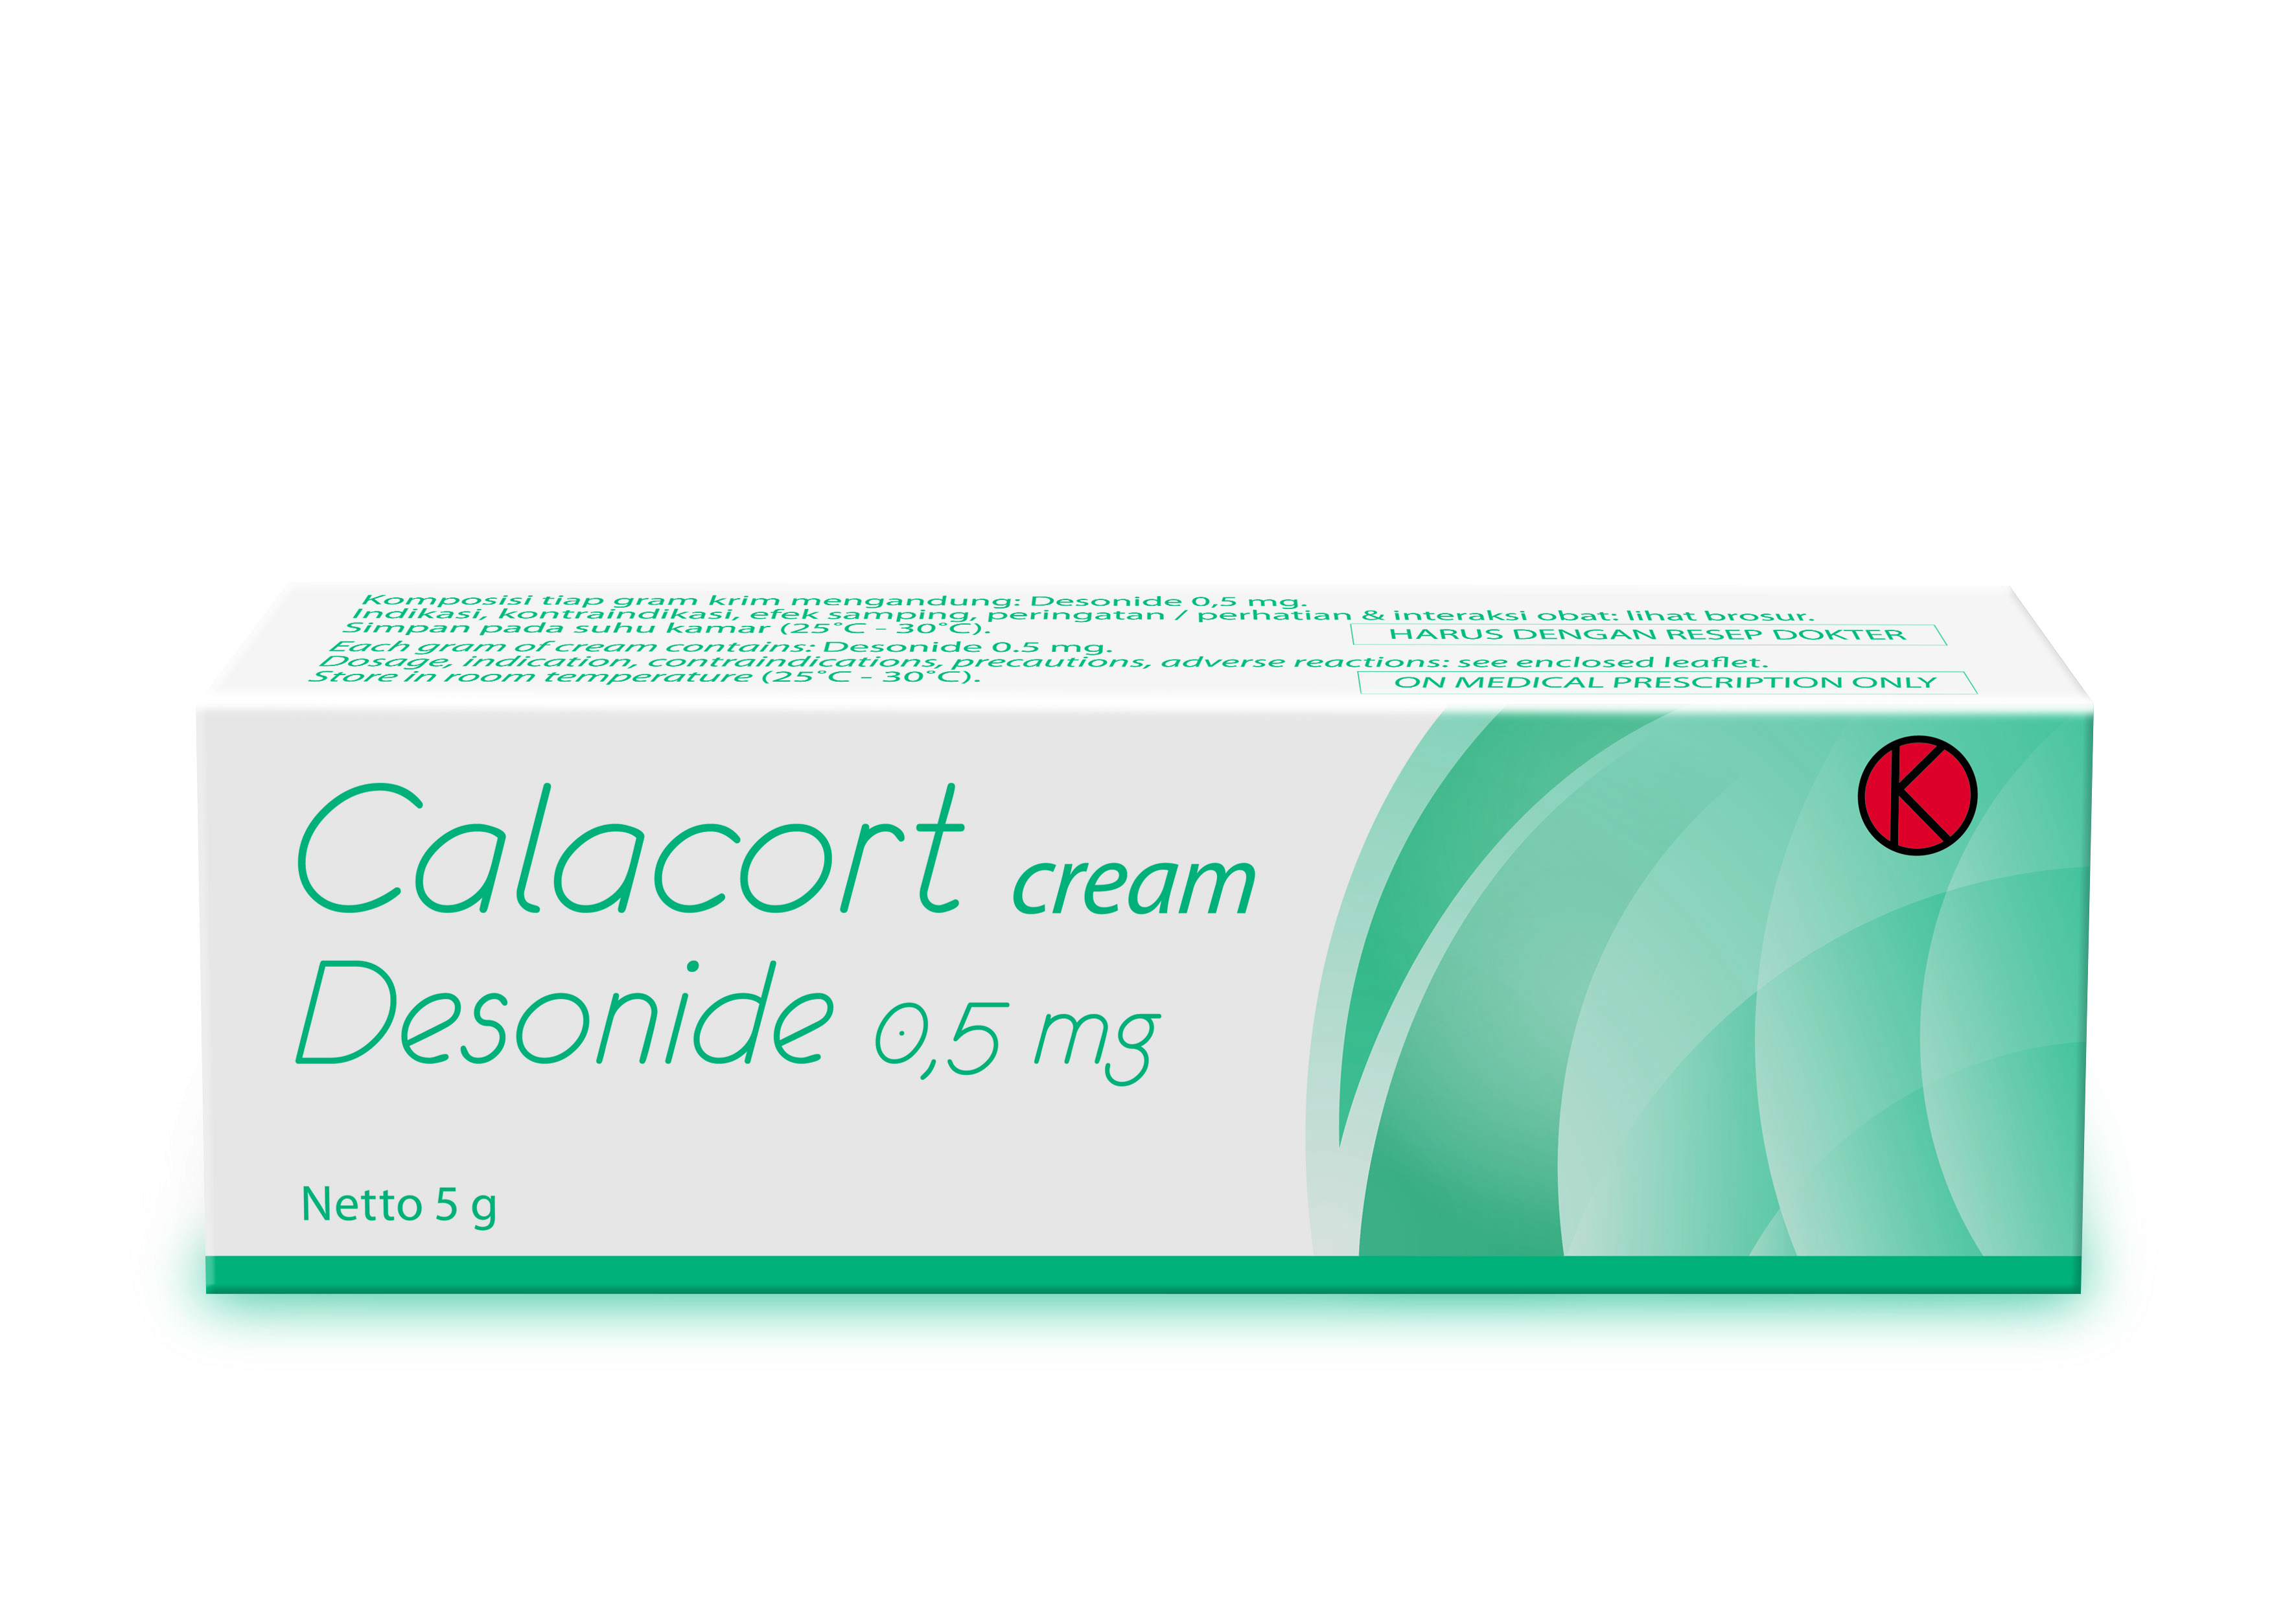 Komposisi tiap gram krim mengandung: Desonide 0,5 mg.
Indikasi, kontraindikasi, efek samping, peringatan / perhatian & interaksi obat: lihat brosur.
Simpan pada suhu kamar (25°C - 30°C).
HARUS DENGAN RESEP DOKTER
Each gram of cream contains: Desonide 0.5 mg.
Dosage, indication, contraindications, precautions, adverse reactions: see enclosed leaflet.
Store in room temperature (25°C - 30°C).
ON MEDICAL PRESCRIPTION ONLY
K
Calacort cream
Desonide 0,5 mg
Netto 5 g